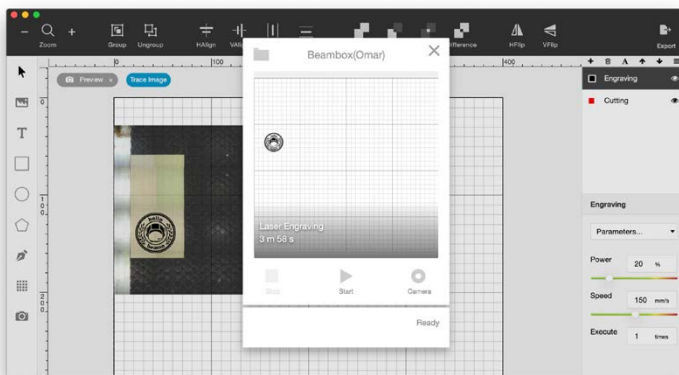 Zoom
Group
Ungroup
HAlign
Difference
HFlip
VFlip
Export
Beambox(Omar)
100
400
Preview
Trace Image
T
Laser Engraving
3 m 58 s
Stop
Start
Camera
Ready
Engraving
Cutting
Engraving
Parameters...
Power
20 %
Speed
150 mm/s
Execute
1 times
hello